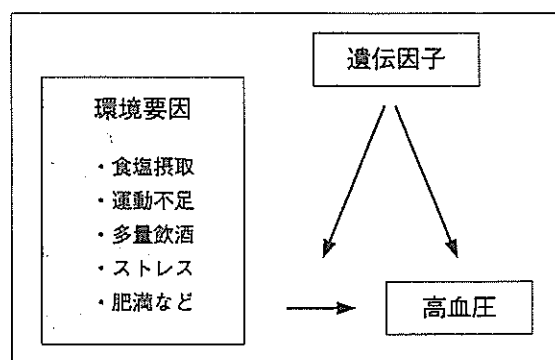 遺伝因子
環境要因
・食塩摂取
・運動不足
・多量飲酒
・ストレス
・肥満など
高血圧